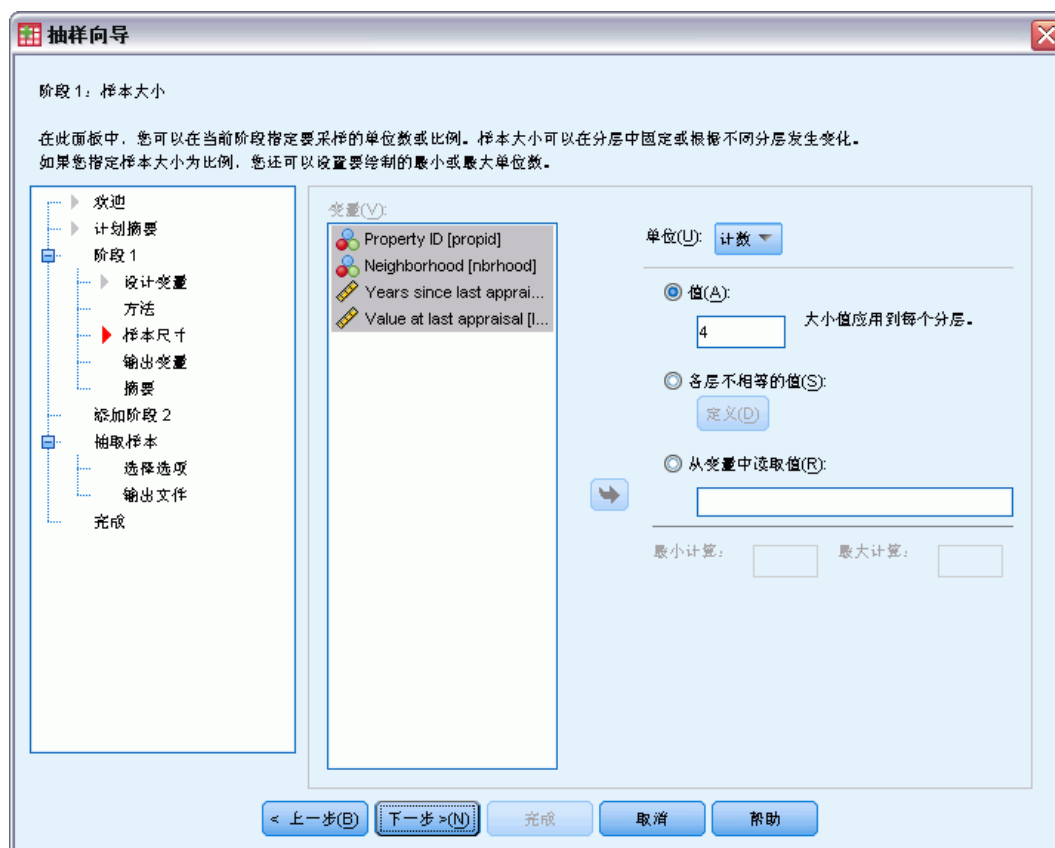 抽样向导
阶段 1：样本大小
在此面板中，您可以在当前阶段指定要采样的单位数或比例。样本大小可以在分层中固定或根据不同分层发生变化。
如果您指定样本大小为比例，您还可以设置要绘制的最小或最大单位数。
欢迎
计划摘要
阶段 1
设计变量
方法
样本尺寸
输出变量
摘要
添加阶段 2
抽取样本
选择选项
输出文件
完成
变量(V):
Property ID [propid]
Neighborhood [nbrhood]
Years since last apprai...
Value at last appraisal [l...
单位(U): 计数
值(A):
4 大小值应用到每个分层。
各层不相等的值(S):
定义(D)
从变量中读取值(R):
最小计算： 最大计算：
< 上一步(B) 下一步 >(N) 完成 取消 帮助